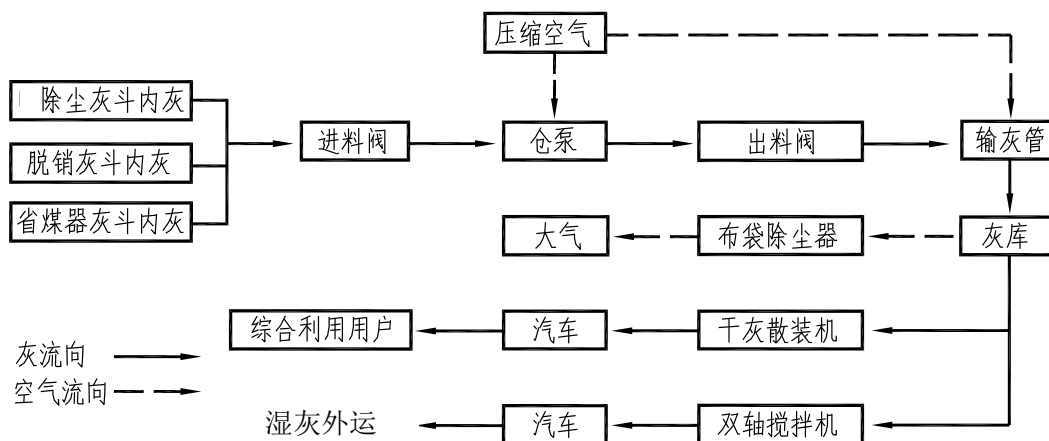 压缩空气
除尘灰斗内灰
脱销灰斗内灰
省煤器灰斗内灰
进料阀
仓泵
出料阀
输灰管
大气
布袋除尘器
灰库
综合利用用户
汽车
干灰散装机
灰流向
空气流向
湿灰外运
汽车
双轴搅拌机